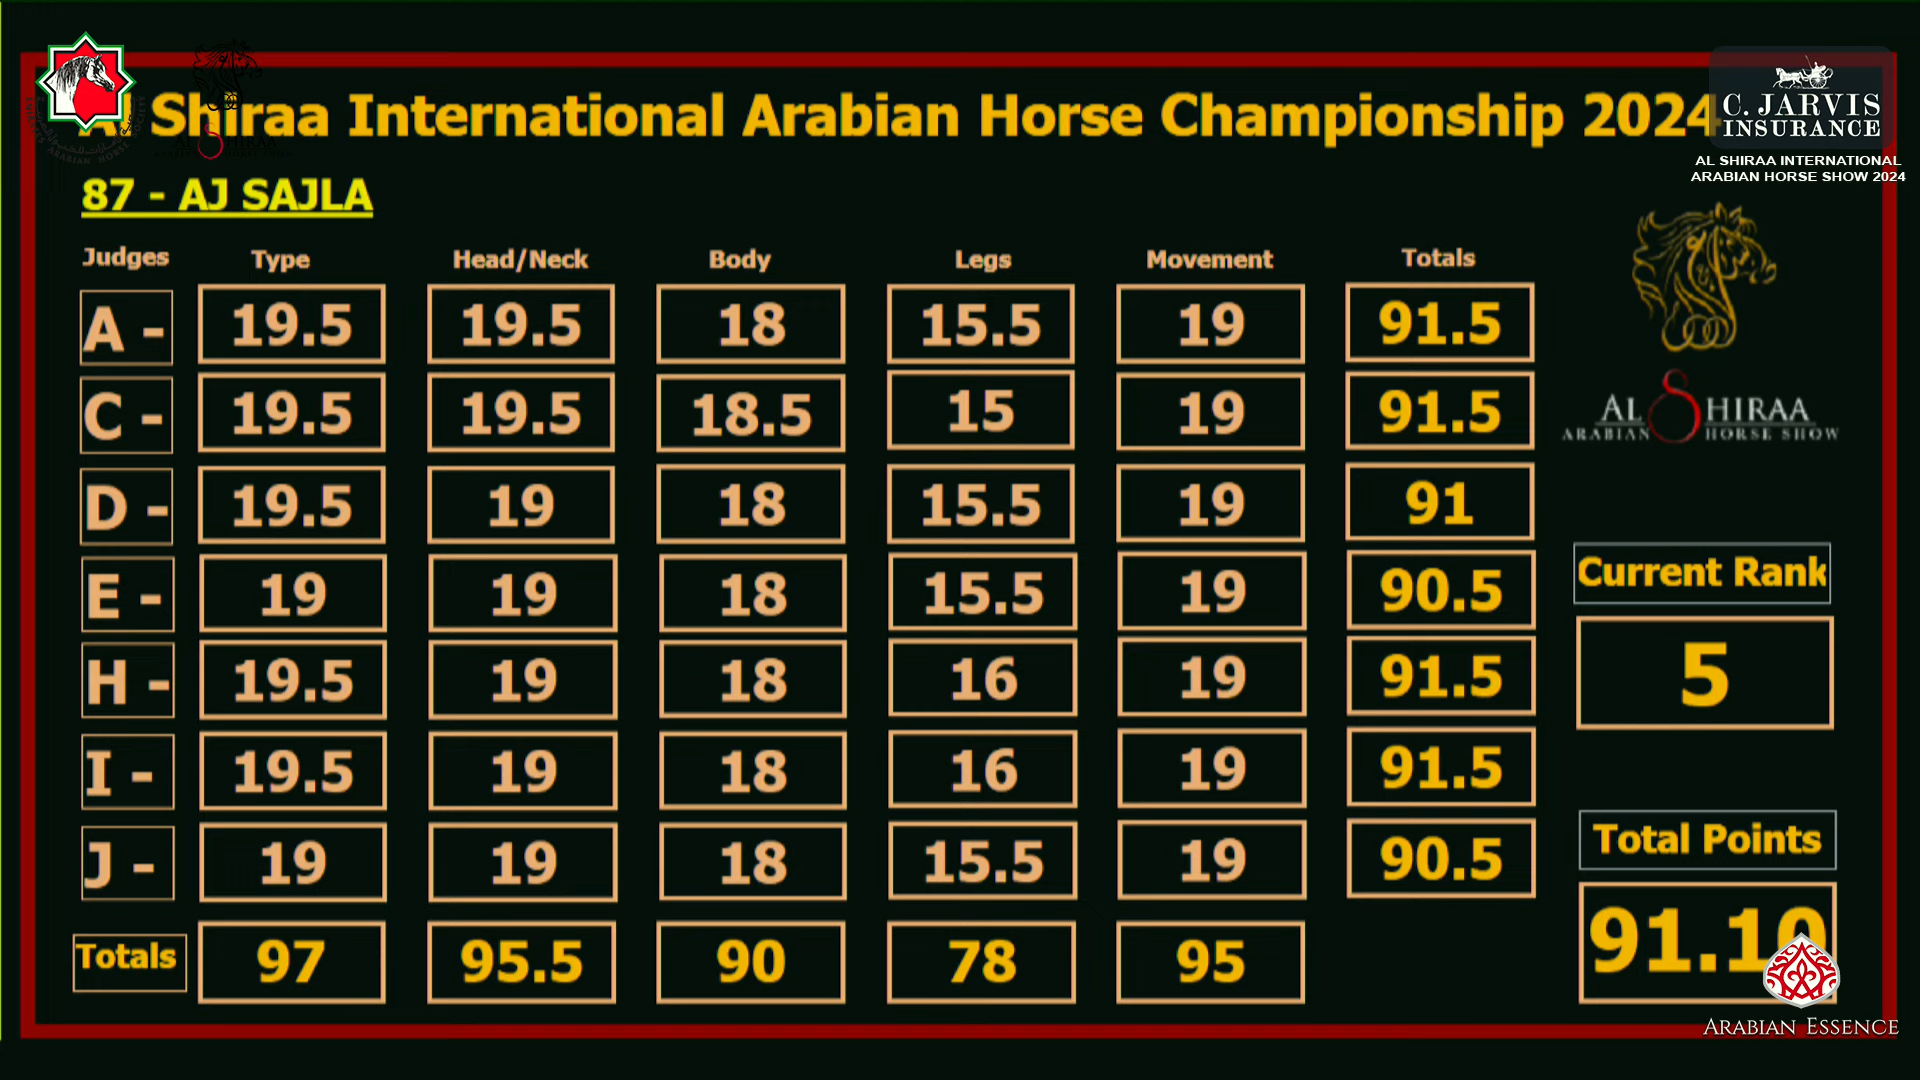 Al Shiraa International Arabian Horse Championship 2024
C. JARVIS
INSURANCE
AL SHIRAA INTERNATIONAL
ARABIAN HORSE SHOW 2024
87 - AJ SAJLA
Judges Type Head/Neck Body Legs Movement Totals
A - 19.5 19.5 18 15.5 19 91.5
C - 19.5 19.5 18.5 15 19 91.5
AL SHIRAA
ARABIAN HORSE SHOW
D - 19.5 19 18 15.5 19 91
E - 19 19 18 15.5 19 90.5
Current Rank
H - 19.5 19 18 16 19 91.5
5
I - 19.5 19 18 16 19 91.5
J - 19 19 18 15.5 19 90.5
Total Points
91.10
Totals 97 95.5 90 78 95
ARABIAN ESSENCE